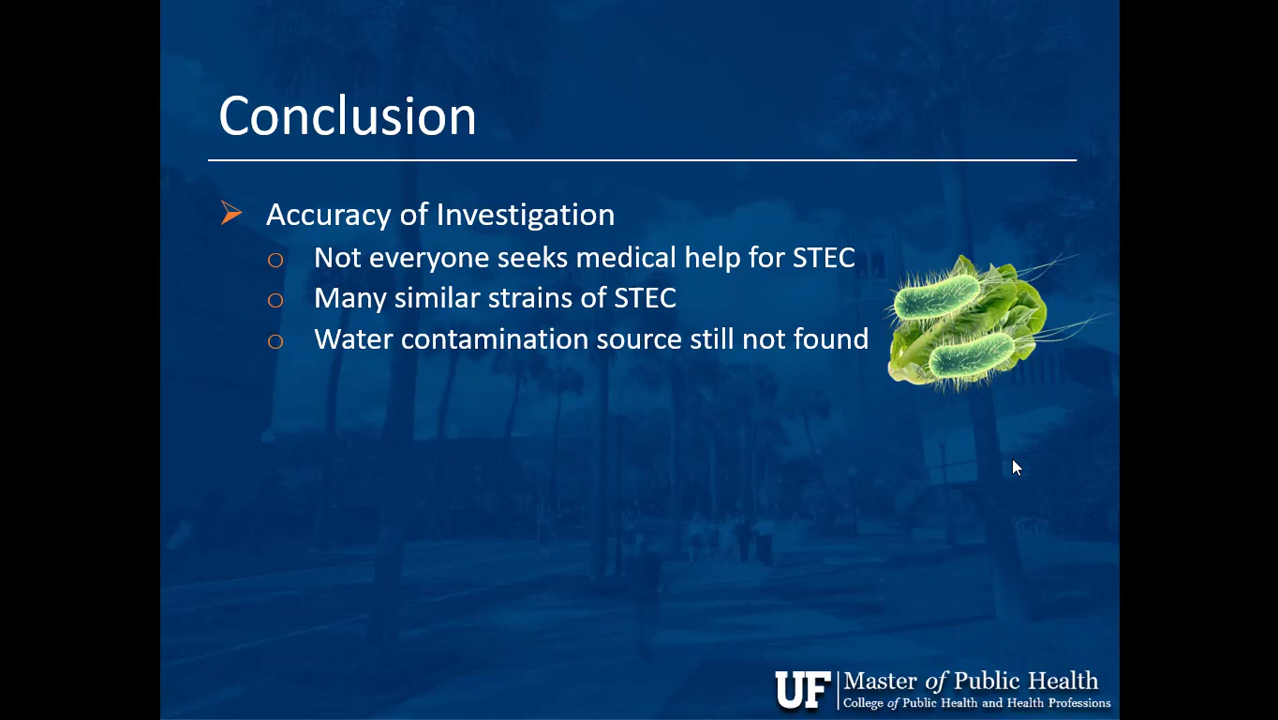 Conclusion
Accuracy of Investigation
Not everyone seeks medical help for STEC
Many similar strains of STEC
Water contamination source still not found
UF Master of Public Health
College of Public Health and Health Professions